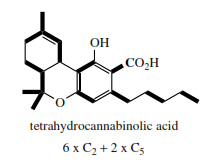 OH
CO₂H
O
tetrahydrocannabinolic acid
6 x C₂ + 2 x C₅